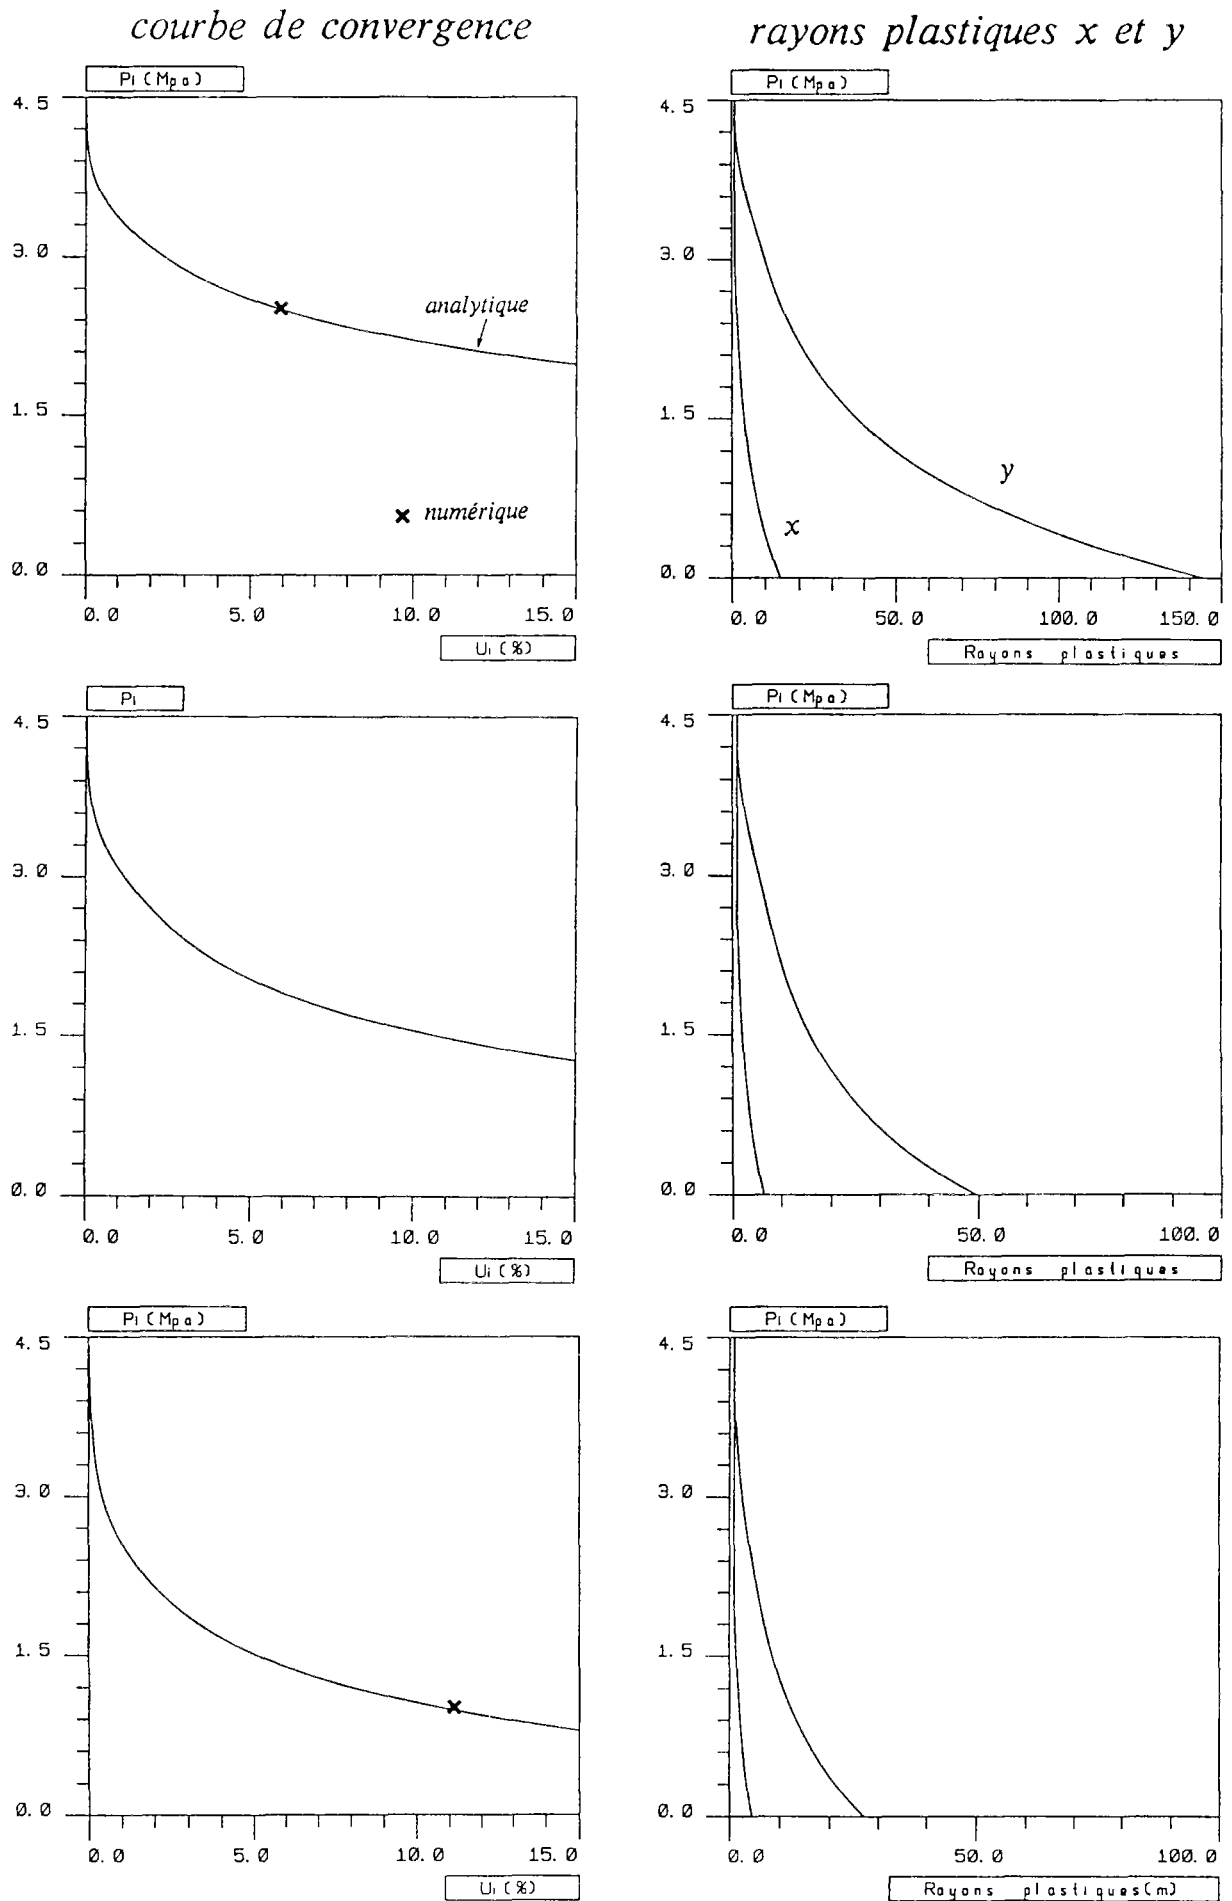 courbe de convergence
rayons plastiques x et y
Pi (Mpa)
4.5
3.0
1.5
0.0
analytique
numérique
0.0 5.0 10.0 15.0
Ui (%)
Pi (Mpa)
4.5
3.0
1.5
0.0
y
x
0.0 50.0 100.0 150.0
Rayons plastiques
Pi
4.5
3.0
1.5
0.0
0.0 5.0 10.0 15.0
Ui (%)
Pi (Mpa)
4.5
3.0
1.5
0.0
0.0 50.0 100.0
Rayons plastiques
Pi (Mpa)
4.5
3.0
1.5
0.0
0.0 5.0 10.0 15.0
Ui (%)
Pi (Mpa)
4.5
3.0
1.5
0.0
0.0 50.0 100.0
Rayons plastiques(m)